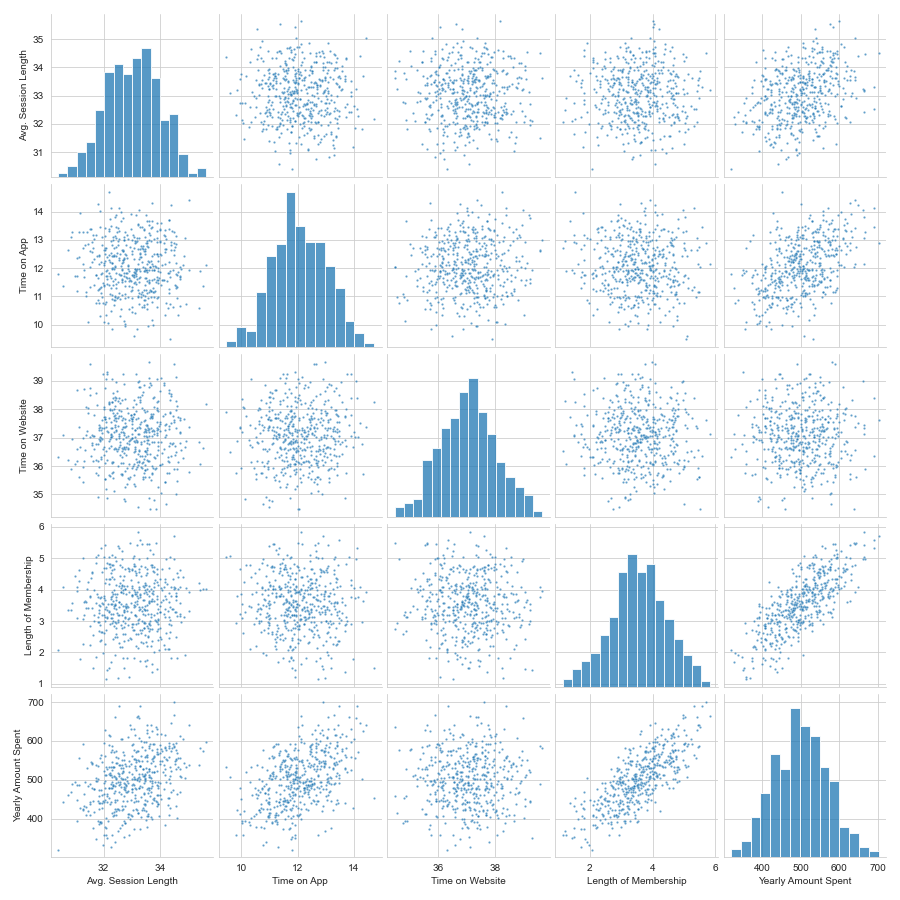 Avg. Session Length
35
34
33
32
31
Time on App
14
13
12
11
10
Time on Website
39
38
37
36
35
Length of Membership
6
5
4
3
2
1
Yearly Amount Spent
700
600
500
400
32 34
10 12 14
36 38
2 4 6
400 500 600 700
Avg. Session Length
Time on App
Time on Website
Length of Membership
Yearly Amount Spent